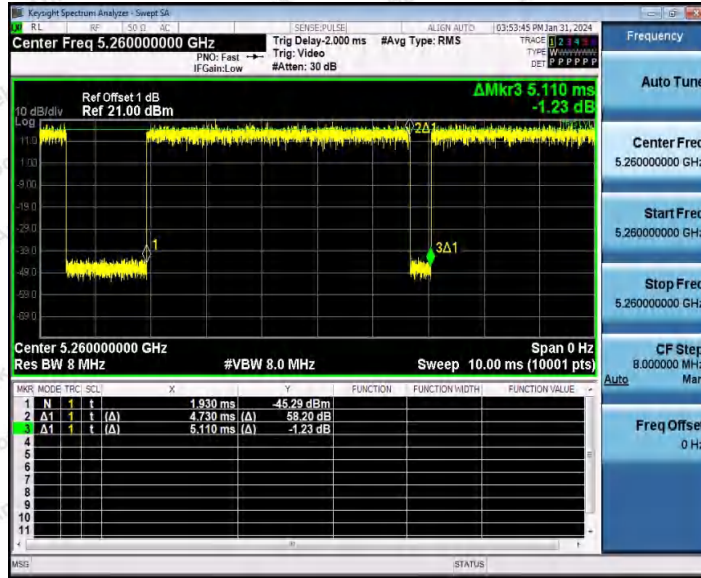 Keysight Spectrum Analyzer - Swept SA
RL RF 50 Ω AC SENSE:PULSE ALIGN AUTO 03:53:45 PM Jan 31, 2024
Center Freq 5.260000000 GHz
PNO: Fast
IFGain:Low
Trig Delay-2.000 ms
Trig: Video
#Atten: 30 dB
#Avg Type: RMS
TRACE 1 2 3 4 5 6
TYPE
DET P P P P P P
ΔMkr3 5.110 ms
-1.23 dB
Ref Offset 1 dB
10 dB/div Ref 21.00 dBm
Log
11.0
1.00
-9.00
-19.0
-29.0
-39.0
-49.0
-59.0
-69.0
2Δ1
1
3Δ1
Center 5.260000000 GHz Span 0 Hz
Res BW 8 MHz #VBW 8.0 MHz Sweep 10.00 ms (10001 pts)
MKR MODE TRC SCL X Y FUNCTION FUNCTION WIDTH FUNCTION VALUE
1 N 1 t 1.930 ms -45.29 dBm
2 Δ1 1 t (Δ) 4.730 ms (Δ) 58.20 dB
3 Δ1 1 t (Δ) 5.110 ms (Δ) -1.23 dB
4
5
6
7
8
9
10
11
MSG STATUS
Frequency
Auto Tune
Center Freq
5.260000000 GHz
Start Freq
5.260000000 GHz
Stop Freq
5.260000000 GHz
CF Step
8.000000 MHz
Auto Man
Freq Offset
0 Hz